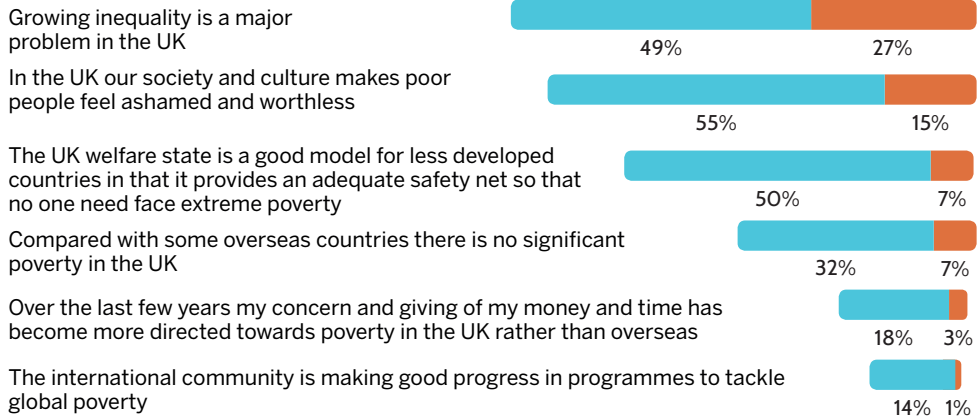 Growing inequality is a major
problem in the UK
49% 27%
In the UK our society and culture makes poor
people feel ashamed and worthless
55% 15%
The UK welfare state is a good model for less developed
countries in that it provides an adequate safety net so that
no one need face extreme poverty
50% 7%
Compared with some overseas countries there is no significant
poverty in the UK
32% 7%
Over the last few years my concern and giving of my money and time has
become more directed towards poverty in the UK rather than overseas
18% 3%
The international community is making good progress in programmes to tackle
global poverty
14% 1%